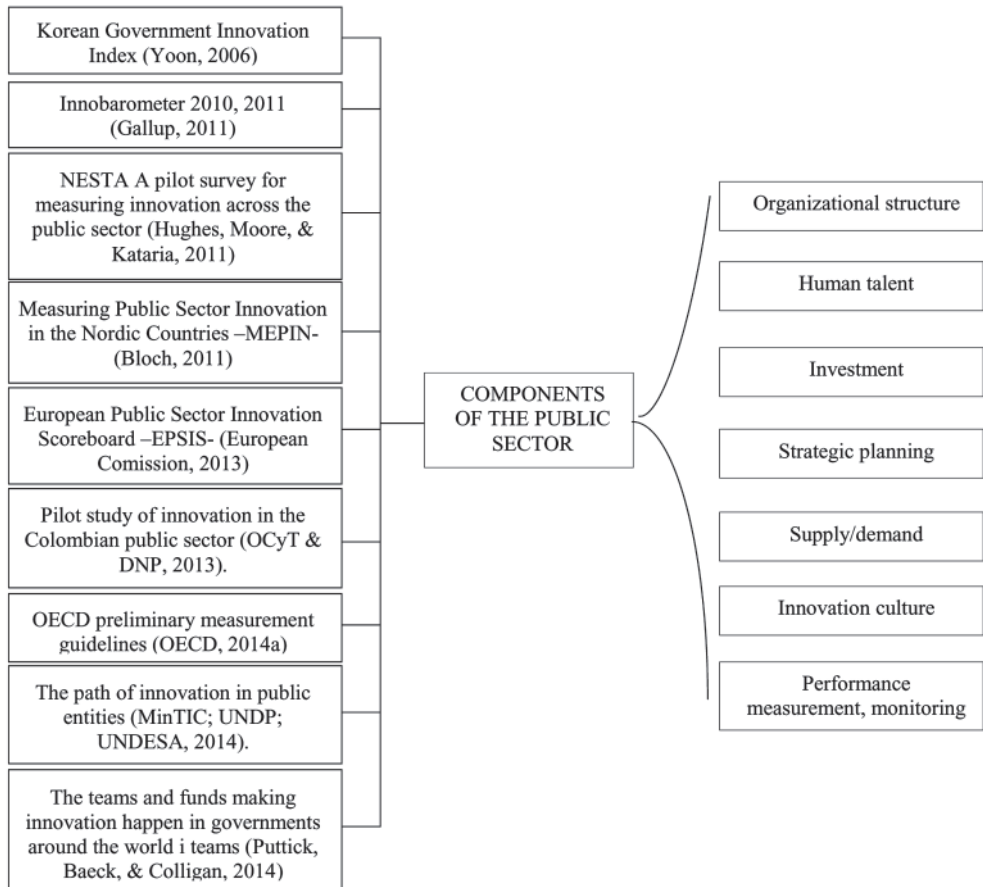 Korean Government Innovation
Index (Yoon, 2006)
Innobarometer 2010, 2011
(Gallup, 2011)
NESTA A pilot survey for
measuring innovation across the
public sector (Hughes, Moore, &
Kataria, 2011)
Measuring Public Sector Innovation
in the Nordic Countries –MEPIN-
(Bloch, 2011)
European Public Sector Innovation
Scoreboard –EPSIS- (European
Comission, 2013)
Pilot study of innovation in the
Colombian public sector (OCyT &
DNP, 2013).
OECD preliminary measurement
guidelines (OECD, 2014a)
The path of innovation in public
entities (MinTIC; UNDP;
UNDESA, 2014).
The teams and funds making
innovation happen in governments
around the world i teams (Puttick,
Baeck, & Colligan, 2014)
COMPONENTS
OF THE PUBLIC
SECTOR
Organizational structure
Human talent
Investment
Strategic planning
Supply/demand
Innovation culture
Performance
measurement, monitoring